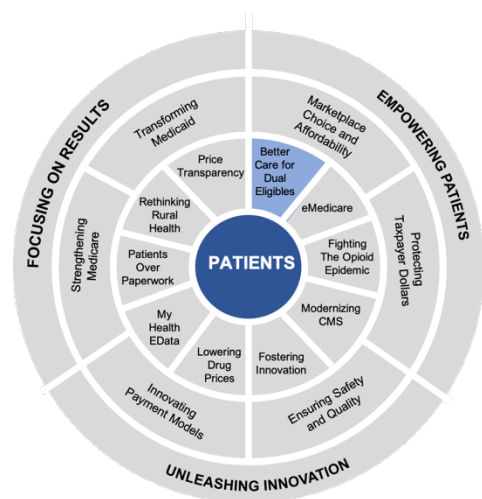 FOCUSING ON RESULTS
EMPOWERING PATIENTS
UNLEASHING INNOVATION
Transforming
Medicaid
Marketplace
Choice and
Affordability
Protecting
Taxpayer Dollars
Ensuring Safety
and Quality
Innovating
Payment Models
Strengthening
Medicare
Price
Transparency
Better
Care for
Dual
Eligibles
eMedicare
Fighting
The Opioid
Epidemic
Modernizing
CMS
Fostering
Innovation
Lowering
Drug
Prices
My
Health
EData
Patients
Over
Paperwork
Rethinking
Rural
Health
PATIENTS